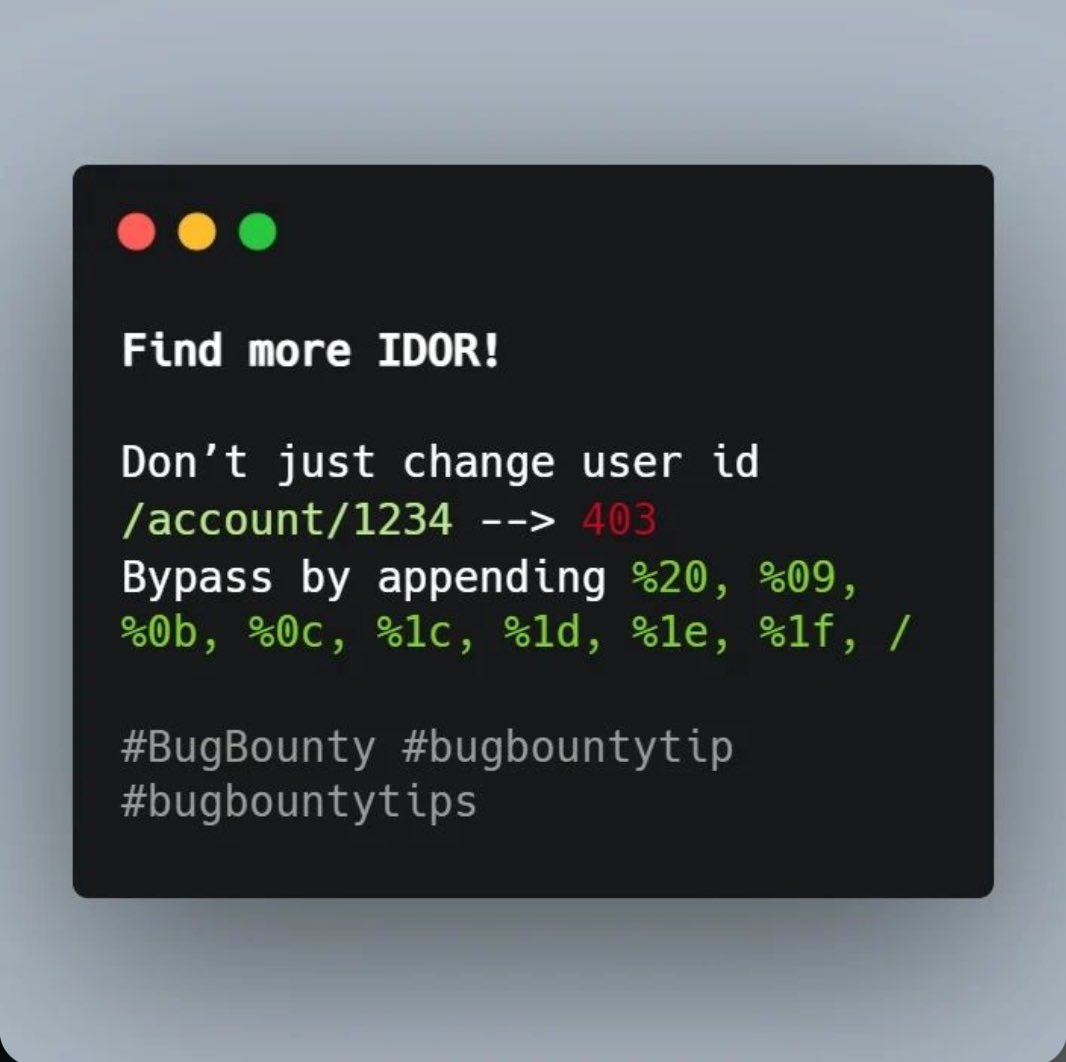 Find more IDOR!
Don’t just change user id
/account/1234 --> 403
Bypass by appending %20, %09,
%0b, %0c, %1c, %1d, %1e, %1f, /
#BugBounty #bugbountytip
#bugbountytips